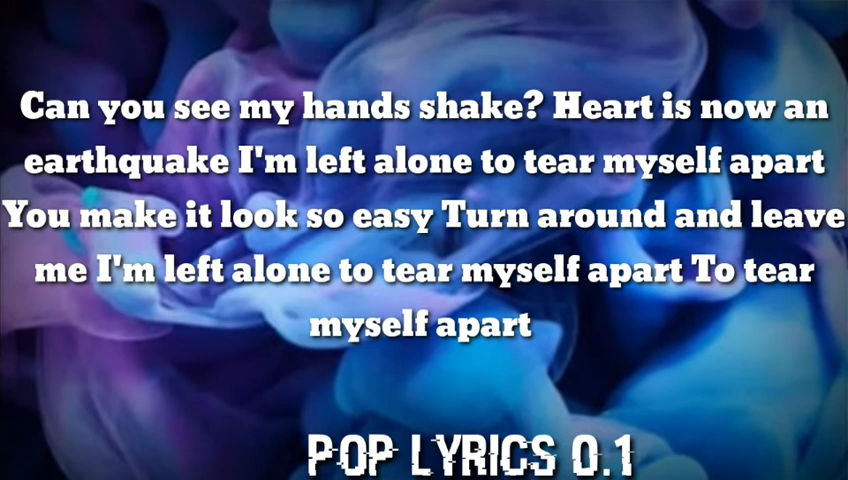 Can you see my hands shake? Heart is now an
earthquake I'm left alone to tear myself apart
You make it look so easy Turn around and leave
me I'm left alone to tear myself apart To tear
myself apart
POP LYRICS 0.1